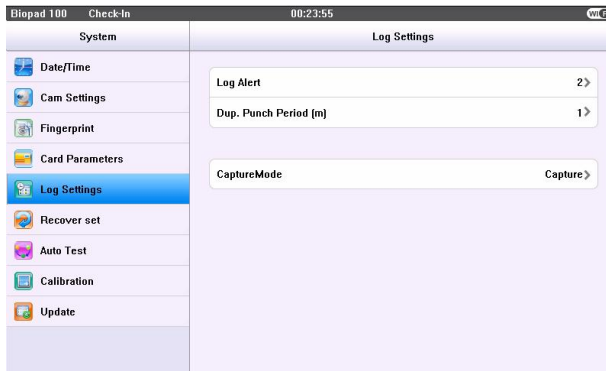 Biopad 100 Check-In 00:23:55
System
Date/Time
Cam Settings
Fingerprint
Card Parameters
Log Settings
Recover set
Auto Test
Calibration
Update
Log Settings
Log Alert 2>
Dup. Punch Period (m) 1>
CaptureMode Capture>